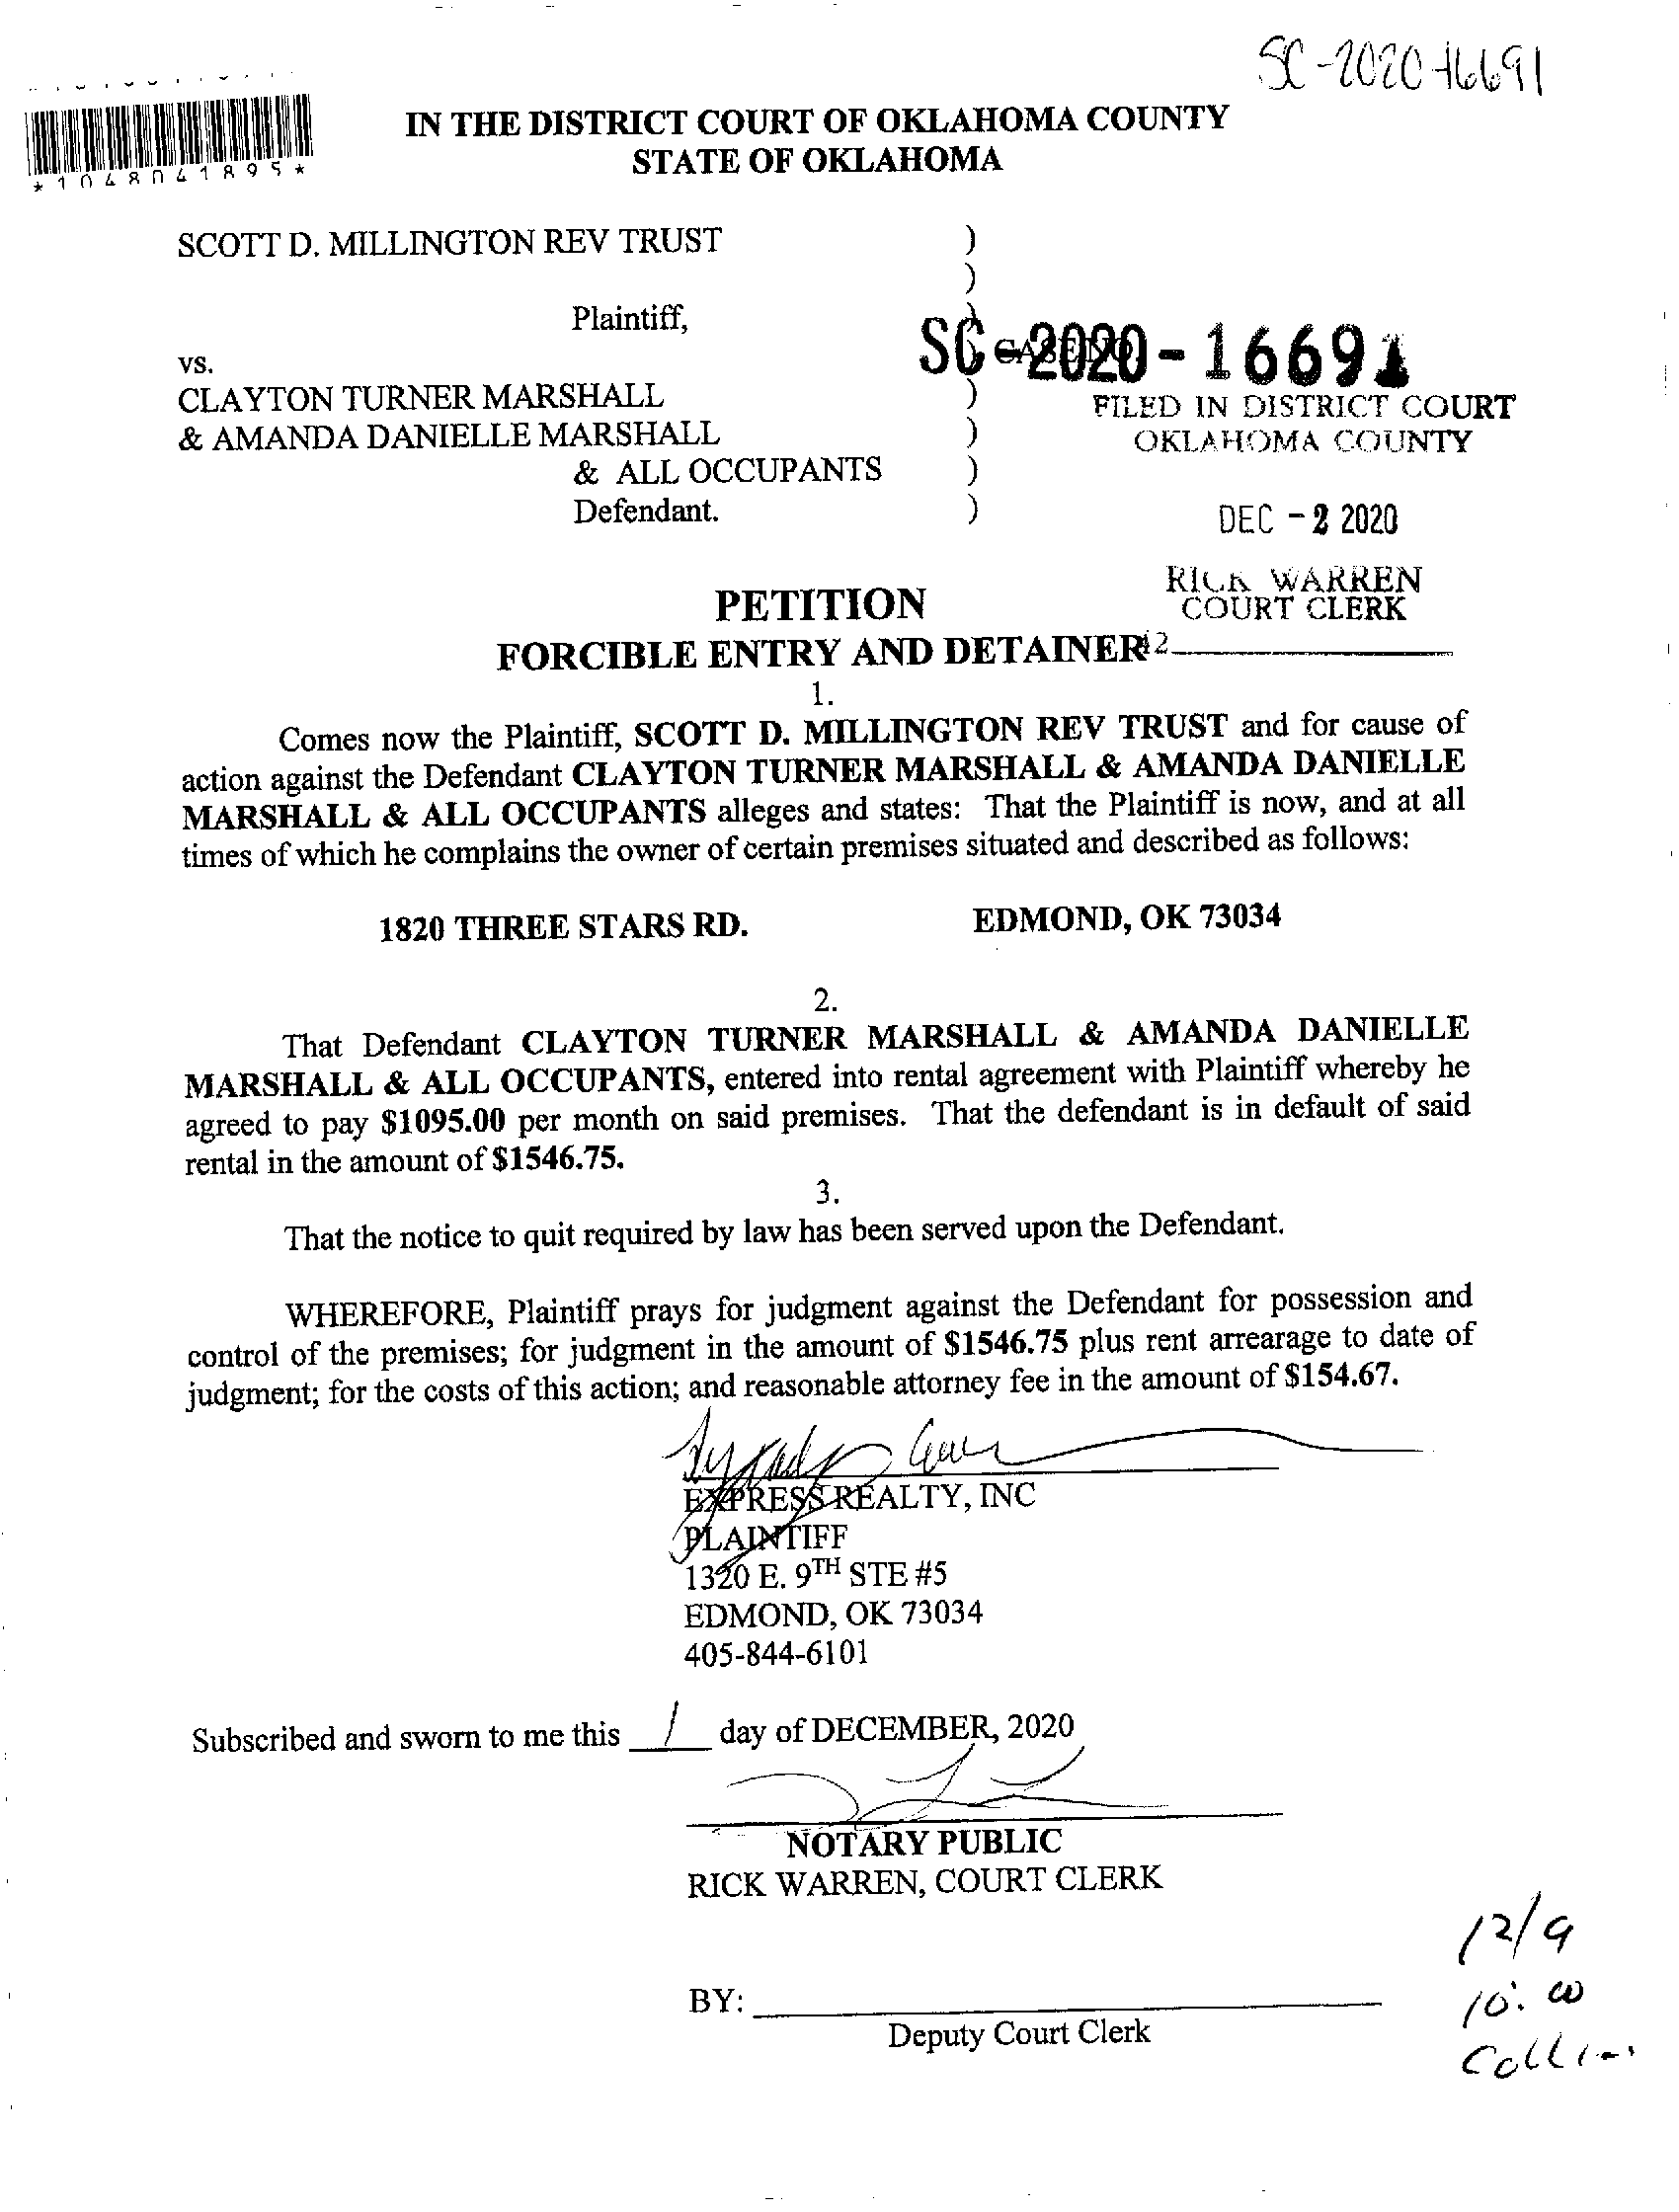 SC-2020-16691
*1048041895*
IN THE DISTRICT COURT OF OKLAHOMA COUNTY
STATE OF OKLAHOMA
SCOTT D. MILLINGTON REV TRUST )
)
Plaintiff, )
vs. ) CASE NO. SC-2020-16691
CLAYTON TURNER MARSHALL )
& AMANDA DANIELLE MARSHALL )
& ALL OCCUPANTS )
Defendant. )
FILED IN DISTRICT COURT
OKLAHOMA COUNTY
DEC -2 2020
RICK WARREN
COURT CLERK
PETITION
FORCIBLE ENTRY AND DETAINER
42
1.
Comes now the Plaintiff, SCOTT D. MILLINGTON REV TRUST and for cause of
action against the Defendant CLAYTON TURNER MARSHALL & AMANDA DANIELLE
MARSHALL & ALL OCCUPANTS alleges and states: That the Plaintiff is now, and at all
times of which he complains the owner of certain premises situated and described as follows:
1820 THREE STARS RD. EDMOND, OK 73034
2.
That Defendant CLAYTON TURNER MARSHALL & AMANDA DANIELLE
MARSHALL & ALL OCCUPANTS, entered into rental agreement with Plaintiff whereby he
agreed to pay $1095.00 per month on said premises. That the defendant is in default of said
rental in the amount of $1546.75.
3.
That the notice to quit required by law has been served upon the Defendant.
WHEREFORE, Plaintiff prays for judgment against the Defendant for possession and
control of the premises; for judgment in the amount of $1546.75 plus rent arrearage to date of
judgment; for the costs of this action; and reasonable attorney fee in the amount of $154.67.
EXPRESS REALTY, INC
PLAINTIFF
1320 E. 9TH STE #5
EDMOND, OK 73034
405-844-6101
Subscribed and sworn to me this 1 day of DECEMBER, 2020
NOTARY PUBLIC
RICK WARREN, COURT CLERK
BY:
Deputy Court Clerk
12/9
10:00